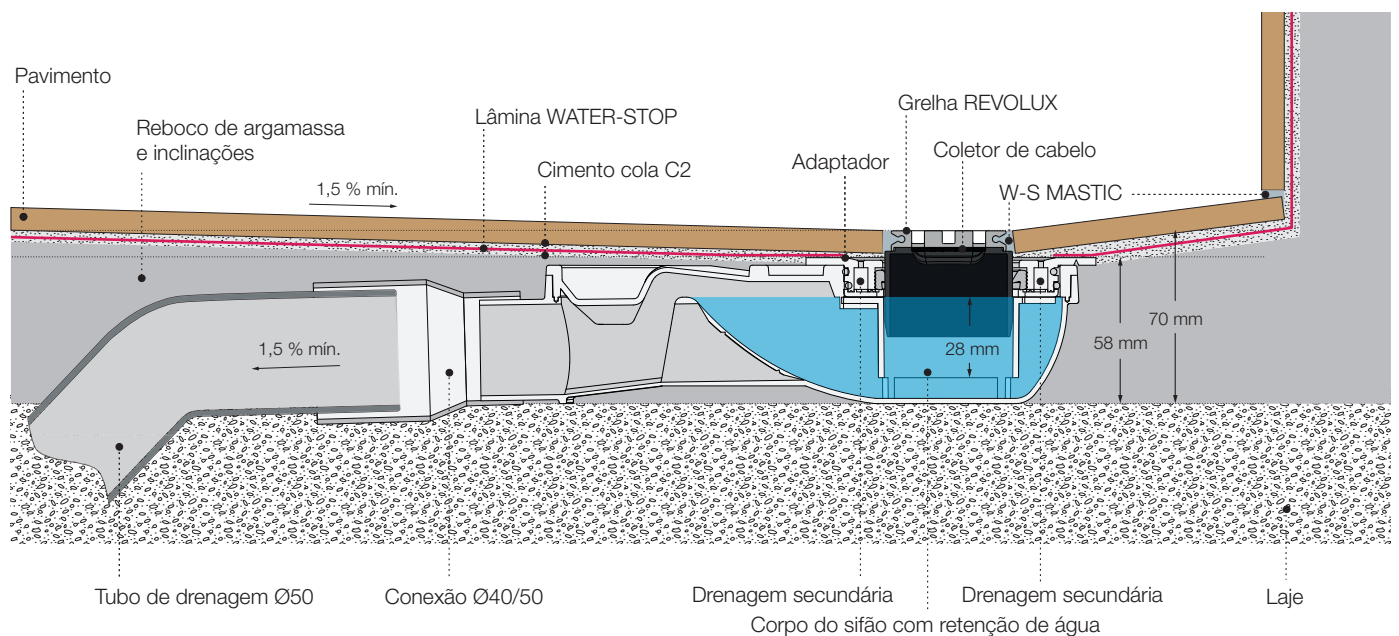 Pavimento
Reboco de argamassa
e inclinações
Lâmina WATER-STOP
Cimento cola C2
Grelha REVOLUX
Adaptador
Coletor de cabelo
W-S MASTIC
1,5 % mín.
1,5 % mín.
28 mm
58 mm
70 mm
Tubo de drenagem Ø50
Conexão Ø40/50
Drenagem secundária
Drenagem secundária
Laje
Corpo do sifão com retenção de água